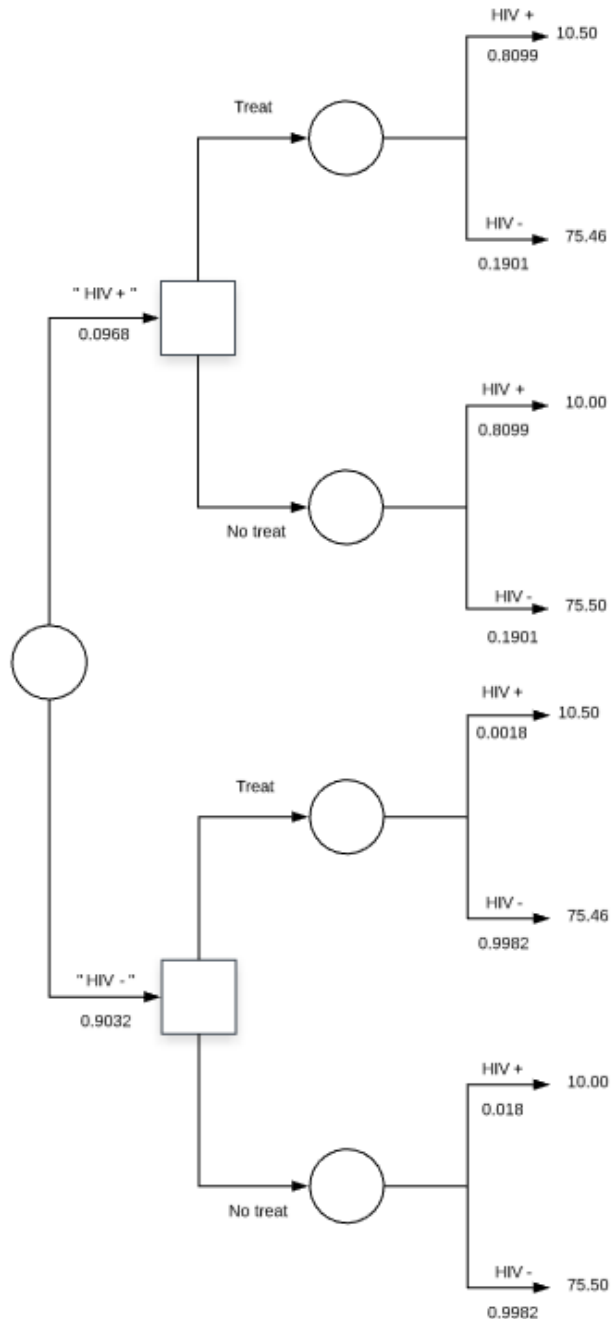 HIV +
10.50
0.8099
Treat
HIV -
75.46
0.1901
" HIV + "
0.0968
HIV +
10.00
0.8099
No treat
HIV -
75.50
0.1901
HIV +
10.50
0.0018
Treat
HIV -
75.46
0.9982
" HIV - "
0.9032
HIV +
10.00
0.018
No treat
HIV -
75.50
0.9982